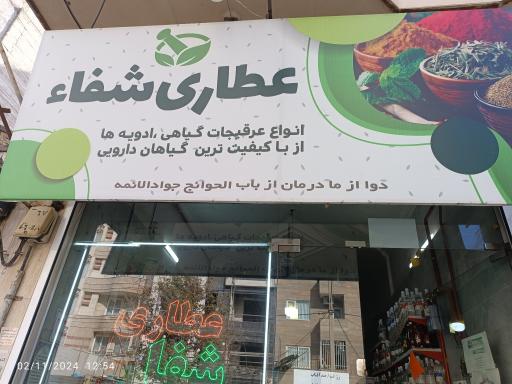 عطاری شفاء
انواع عرقیجات گیاهی ،ادویه ها
از با کیفیت ترین گیاهان دارویی
دوا از ما درمان از باب الحوائج جوادالائمه
عطاری
شفا
02/11/2024 12:54